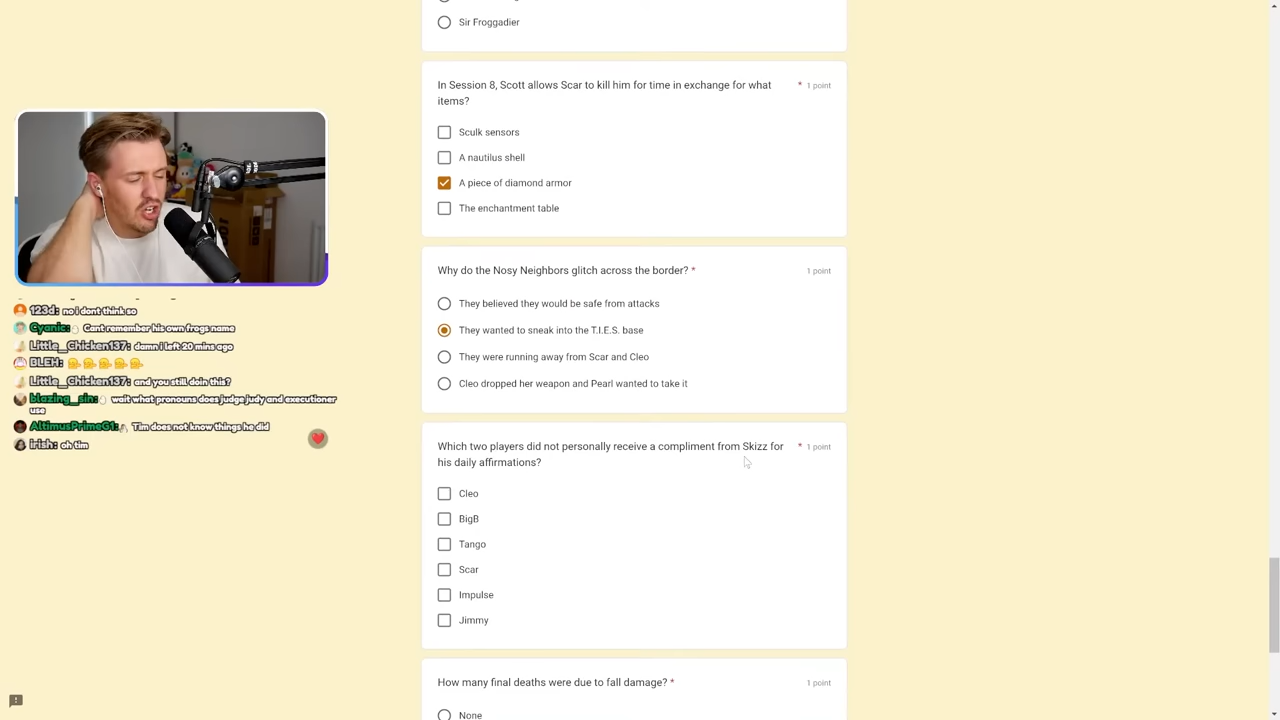 Sir Froggadier
In Session 8, Scott allows Scar to kill him for time in exchange for what
items?
* 1 point
Sculk sensors
A nautilus shell
A piece of diamond armor
The enchantment table
Why do the Nosy Neighbors glitch across the border? *
1 point
They believed they would be safe from attacks
They wanted to sneak into the T.I.E.S. base
They were running away from Scar and Cleo
Cleo dropped her weapon and Pearl wanted to take it
Which two players did not personally receive a compliment from Skizz for
his daily affirmations?
* 1 point
Cleo
BigB
Tango
Scar
Impulse
Jimmy
How many final deaths were due to fall damage? *
1 point
None
123d: no i dont think so
Cyanic: Cant remember his own frogs name
Little_Chicken137: damn i left 20 mins ago
BLEH:
Little_Chicken137: and you still doin this?
blazing_sin: wait what pronouns does judge judy and executioner
use
AltimusPrimeG1: Tim does not know things he did
irish: oh tim